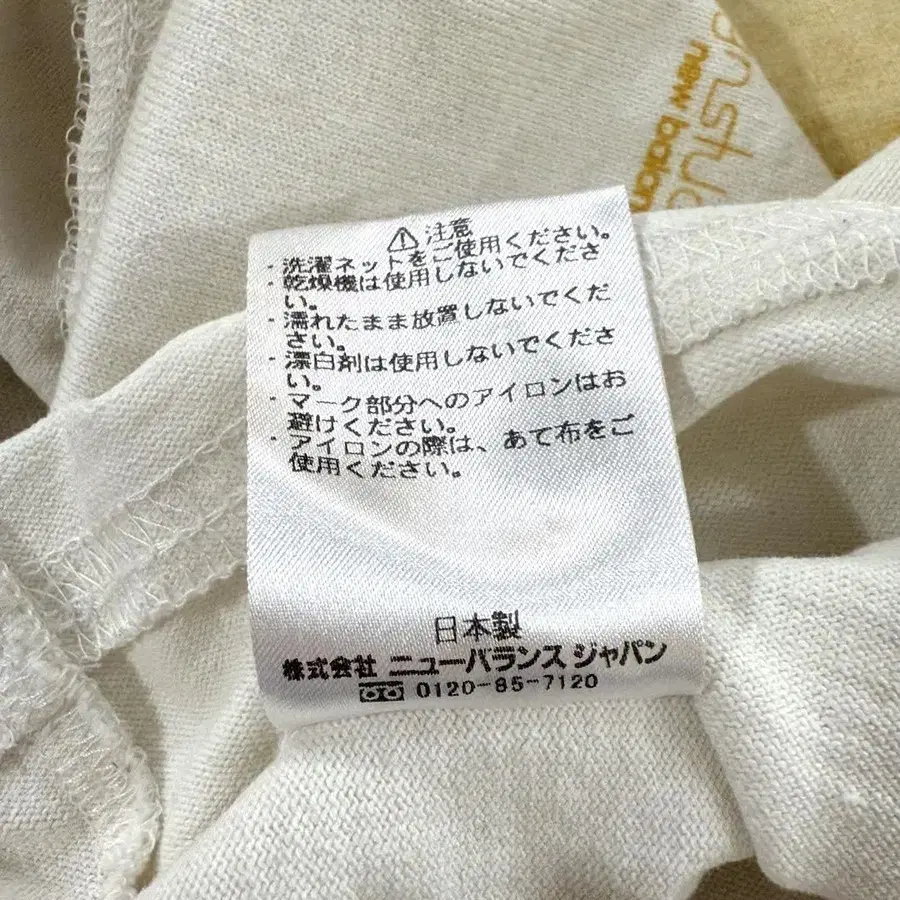 new balan
⚠注意
・洗濯ネットをご使用ください。
・乾燥機は使用しないでくださ
い。
・濡れたまま放置しないでくだ
さい。
・漂白剤は使用しないでくださ
い。
・マーク部分へのアイロンはお
避けください。
・アイロンの際は、あて布をご
使用ください。
日本製
株式会社 ニューバランス ジャパン
0120-85-7120